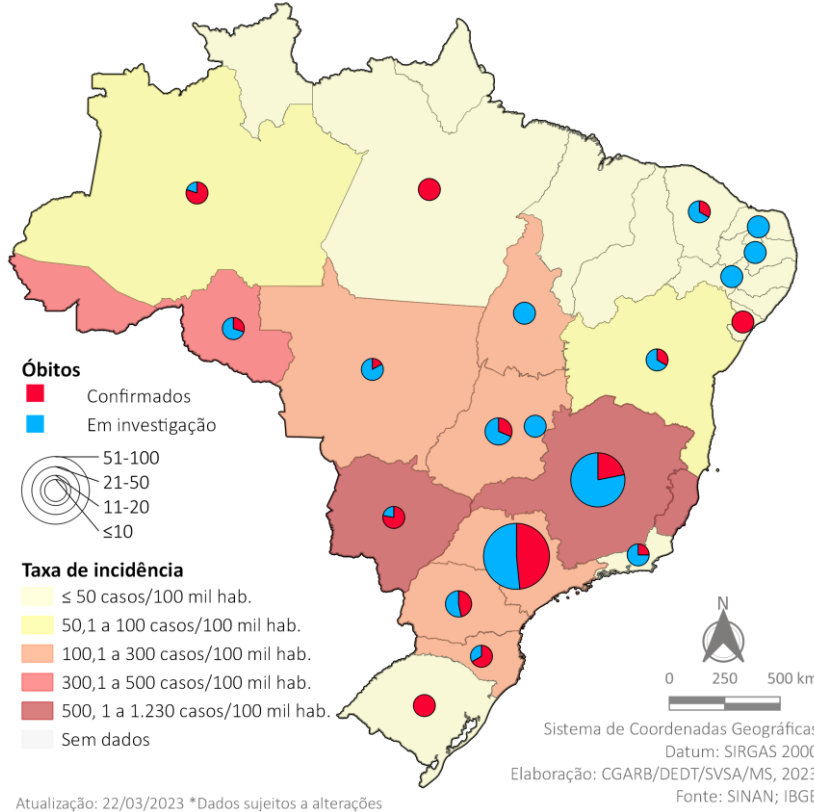 Óbitos
Confirmados
Em investigação
51-100
21-50
11-20
≤10
Taxa de incidência
≤ 50 casos/100 mil hab.
50,1 a 100 casos/100 mil hab.
100,1 a 300 casos/100 mil hab.
300,1 a 500 casos/100 mil hab.
500, 1 a 1.230 casos/100 mil hab.
Sem dados
N
0 250 500 km
Sistema de Coordenadas Geográficas
Datum: SIRGAS 2000
Elaboração: CGARB/DEDT/SVSA/MS, 2023
Fonte: SINAN; IBGE
Atualização: 22/03/2023 *Dados sujeitos a alterações